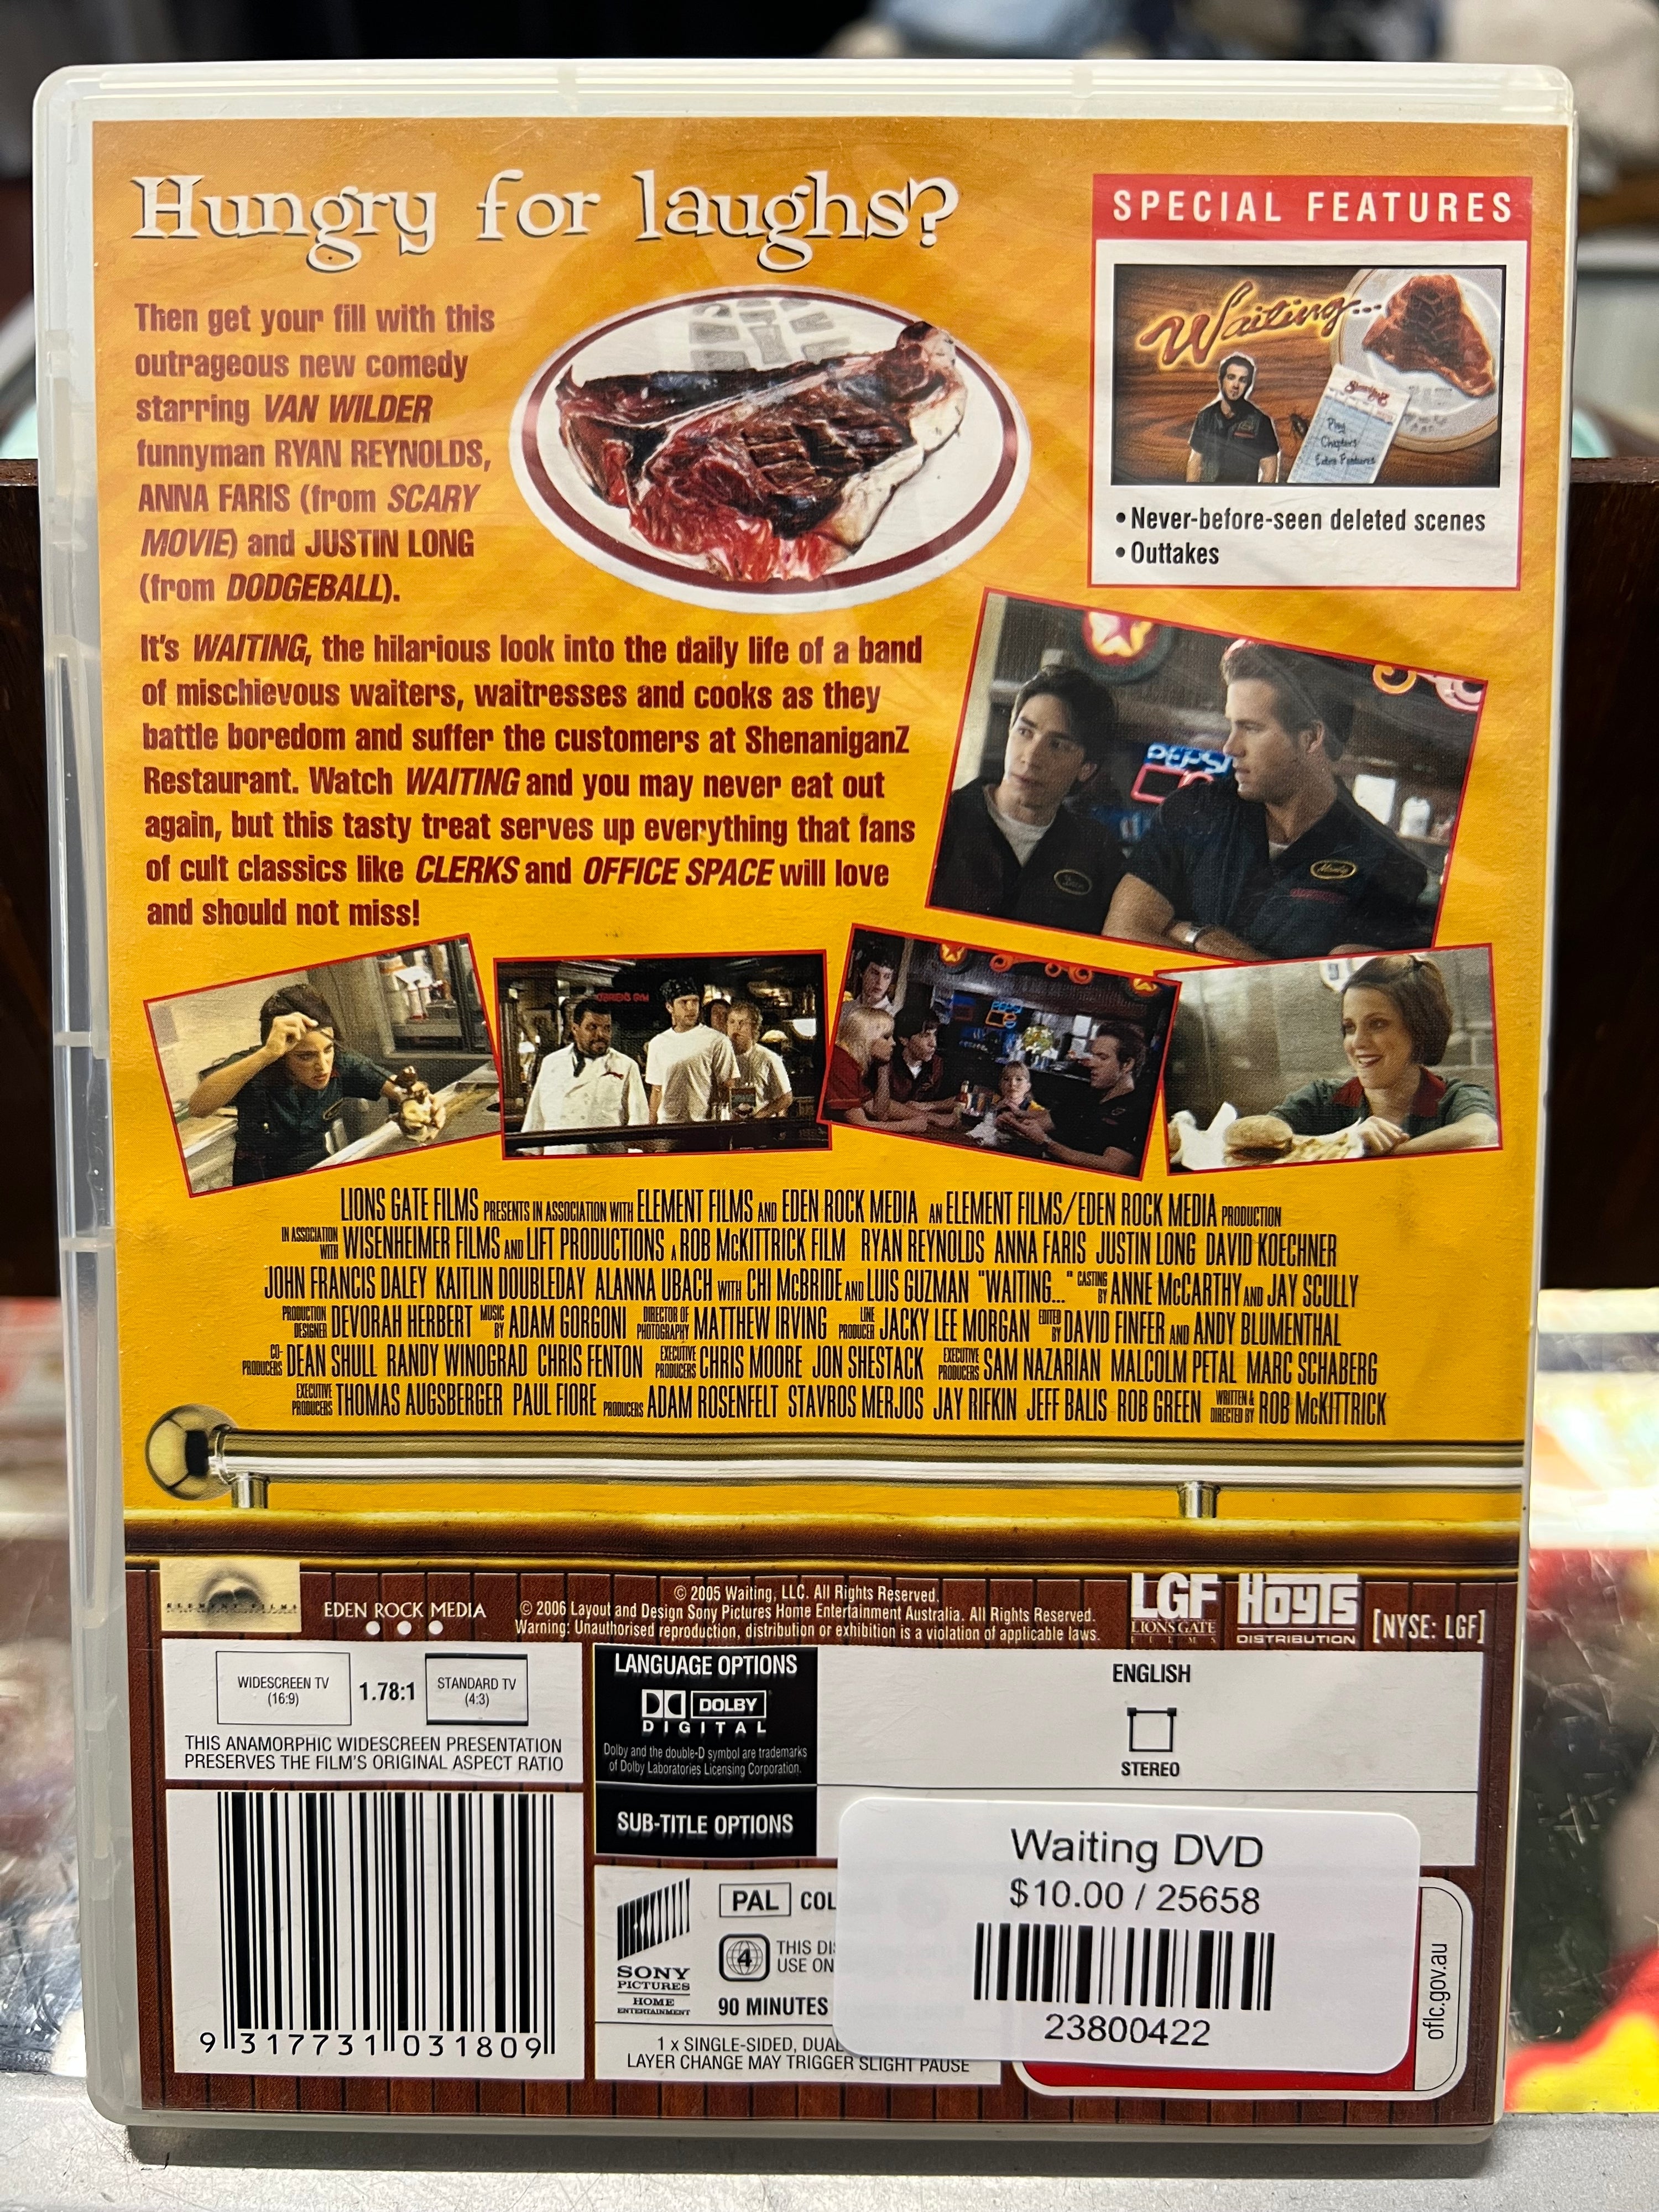 Hungry for laughs?
Then get your fill with this
outrageous new comedy
starring VAN WILDER
funnyman RYAN REYNOLDS,
ANNA FARIS (from SCARY
MOVIE) and JUSTIN LONG
(from DODGEBALL).
SPECIAL FEATURES
Waiting...
Play
Chapters
Extra Features
• Never-before-seen deleted scenes
• Outtakes
It's WAITING, the hilarious look into the daily life of a band
of mischievous waiters, waitresses and cooks as they
battle boredom and suffer the customers at ShenaniganZ
Restaurant. Watch WAITING and you may never eat out
again, but this tasty treat serves up everything that fans
of cult classics like CLERKS and OFFICE SPACE will love
and should not miss!
PEPSI
Monty
LIONS GATE FILMS PRESENTS IN ASSOCIATION WITH ELEMENT FILMS AND EDEN ROCK MEDIA AN ELEMENT FILMS/EDEN ROCK MEDIA PRODUCTION
IN ASSOCIATION WITH WISENHEIMER FILMS AND LIFT PRODUCTIONS A ROB McKITTRICK FILM RYAN REYNOLDS ANNA FARIS JUSTIN LONG DAVID KOECHNER
JOHN FRANCIS DALEY KAITLIN DOUBLEDAY ALANNA UBACH WITH CHI McBRIDE AND LUIS GUZMAN "WAITING..." CASTING BY ANNE McCARTHY AND JAY SCULLY
PRODUCTION DESIGNER DEVORAH HERBERT MUSIC BY ADAM GORGONI DIRECTOR OF PHOTOGRAPHY MATTHEW IRVING LINE PRODUCER JACKY LEE MORGAN EDITED BY DAVID FINFER AND ANDY BLUMENTHAL
CO-PRODUCERS DEAN SHULL RANDY WINOGRAD CHRIS FENTON EXECUTIVE PRODUCERS CHRIS MOORE JON SHESTACK EXECUTIVE PRODUCERS SAM NAZARIAN MALCOLM PETAL MARC SCHABERG
EXECUTIVE PRODUCERS THOMAS AUGSBERGER PAUL FIORE PRODUCERS ADAM ROSENFELT STAVROS MERJOS JAY RIFKIN JEFF BALIS ROB GREEN WRITTEN & DIRECTED BY ROB McKITTRICK
ELEMENT FILMS
EDEN ROCK MEDIA
© 2005 Waiting, LLC. All Rights Reserved.
© 2006 Layout and Design Sony Pictures Home Entertainment Australia. All Rights Reserved.
Warning: Unauthorised reproduction, distribution or exhibition is a violation of applicable laws.
LGF
LIONS GATE
FILMS
HOYTS
DISTRIBUTION
[NYSE: LGF]
WIDESCREEN TV
(16:9)
1.78:1
STANDARD TV
(4:3)
THIS ANAMORPHIC WIDESCREEN PRESENTATION
PRESERVES THE FILM'S ORIGINAL ASPECT RATIO
LANGUAGE OPTIONS
DOLBY
DIGITAL
Dolby and the double-D symbol are trademarks
of Dolby Laboratories Licensing Corporation.
ENGLISH
STEREO
SUB-TITLE OPTIONS
9 317731 031809
SONY
PICTURES
HOME
ENTERTAINMENT
PAL COL
4
THIS DI
USE ON
90 MINUTES
1 x SINGLE-SIDED, DUAL
LAYER CHANGE MAY TRIGGER SLIGHT PAUSE
Waiting DVD
$10.00 / 25658
23800422
oflc.gov.au